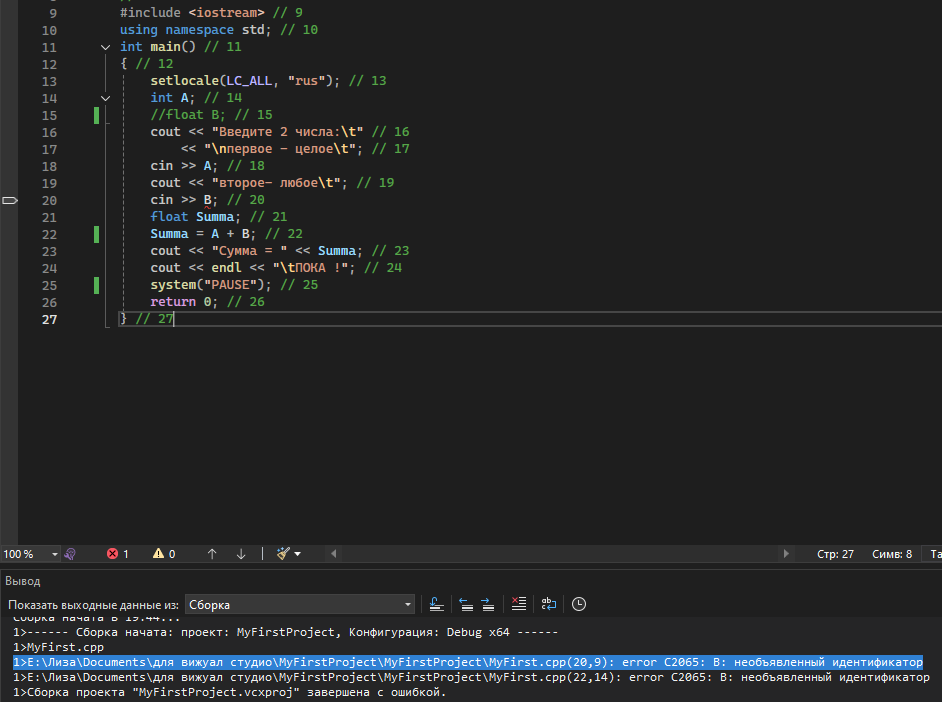 9 #include <iostream> // 9
10 using namespace std; // 10
11 int main() // 11
12 { // 12
13 setlocale(LC_ALL, "rus"); // 13
14 int A; // 14
15 //float B; // 15
16 cout << "Введите 2 числа:\t" // 16
17 << "\nпервое - целое\t"; // 17
18 cin >> A; // 18
19 cout << "второе- любое\t"; // 19
20 cin >> B; // 20
21 float Summa; // 21
22 Summa = A + B; // 22
23 cout << "Сумма = " << Summa; // 23
24 cout << endl << "\tПОКА !"; // 24
25 system("PAUSE"); // 25
26 return 0; // 26
27 } // 27
100 % 1 0 Стр: 27 Симв: 8 Та
Вывод
Показать выходные данные из: Сборка
Сборка начата в 19:44...
1>------ Сборка начата: проект: MyFirstProject, Конфигурация: Debug x64 ------
1>MyFirst.cpp
1>E:\Лиза\Documents\для вижуал студио\MyFirstProject\MyFirstProject\MyFirst.cpp(20,9): error C2065: B: необъявленный идентификатор
1>E:\Лиза\Documents\для вижуал студио\MyFirstProject\MyFirstProject\MyFirst.cpp(22,14): error C2065: B: необъявленный идентификатор
1>Сборка проекта "MyFirstProject.vcxproj" завершена с ошибкой.